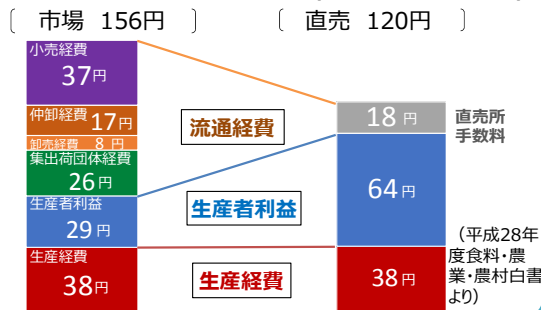 〔 市場 156円 〕 〔 直売 120円 〕
小売経費
37円
仲卸経費 17円
卸売経費 8 円
集出荷団体経費
26円
生産者利益
29 円
生産経費
38円
流通経費
生産者利益
生産経費
18 円
64円
38円
直売所
手数料
（平成28年
度食料・農
業・農村白書
より）